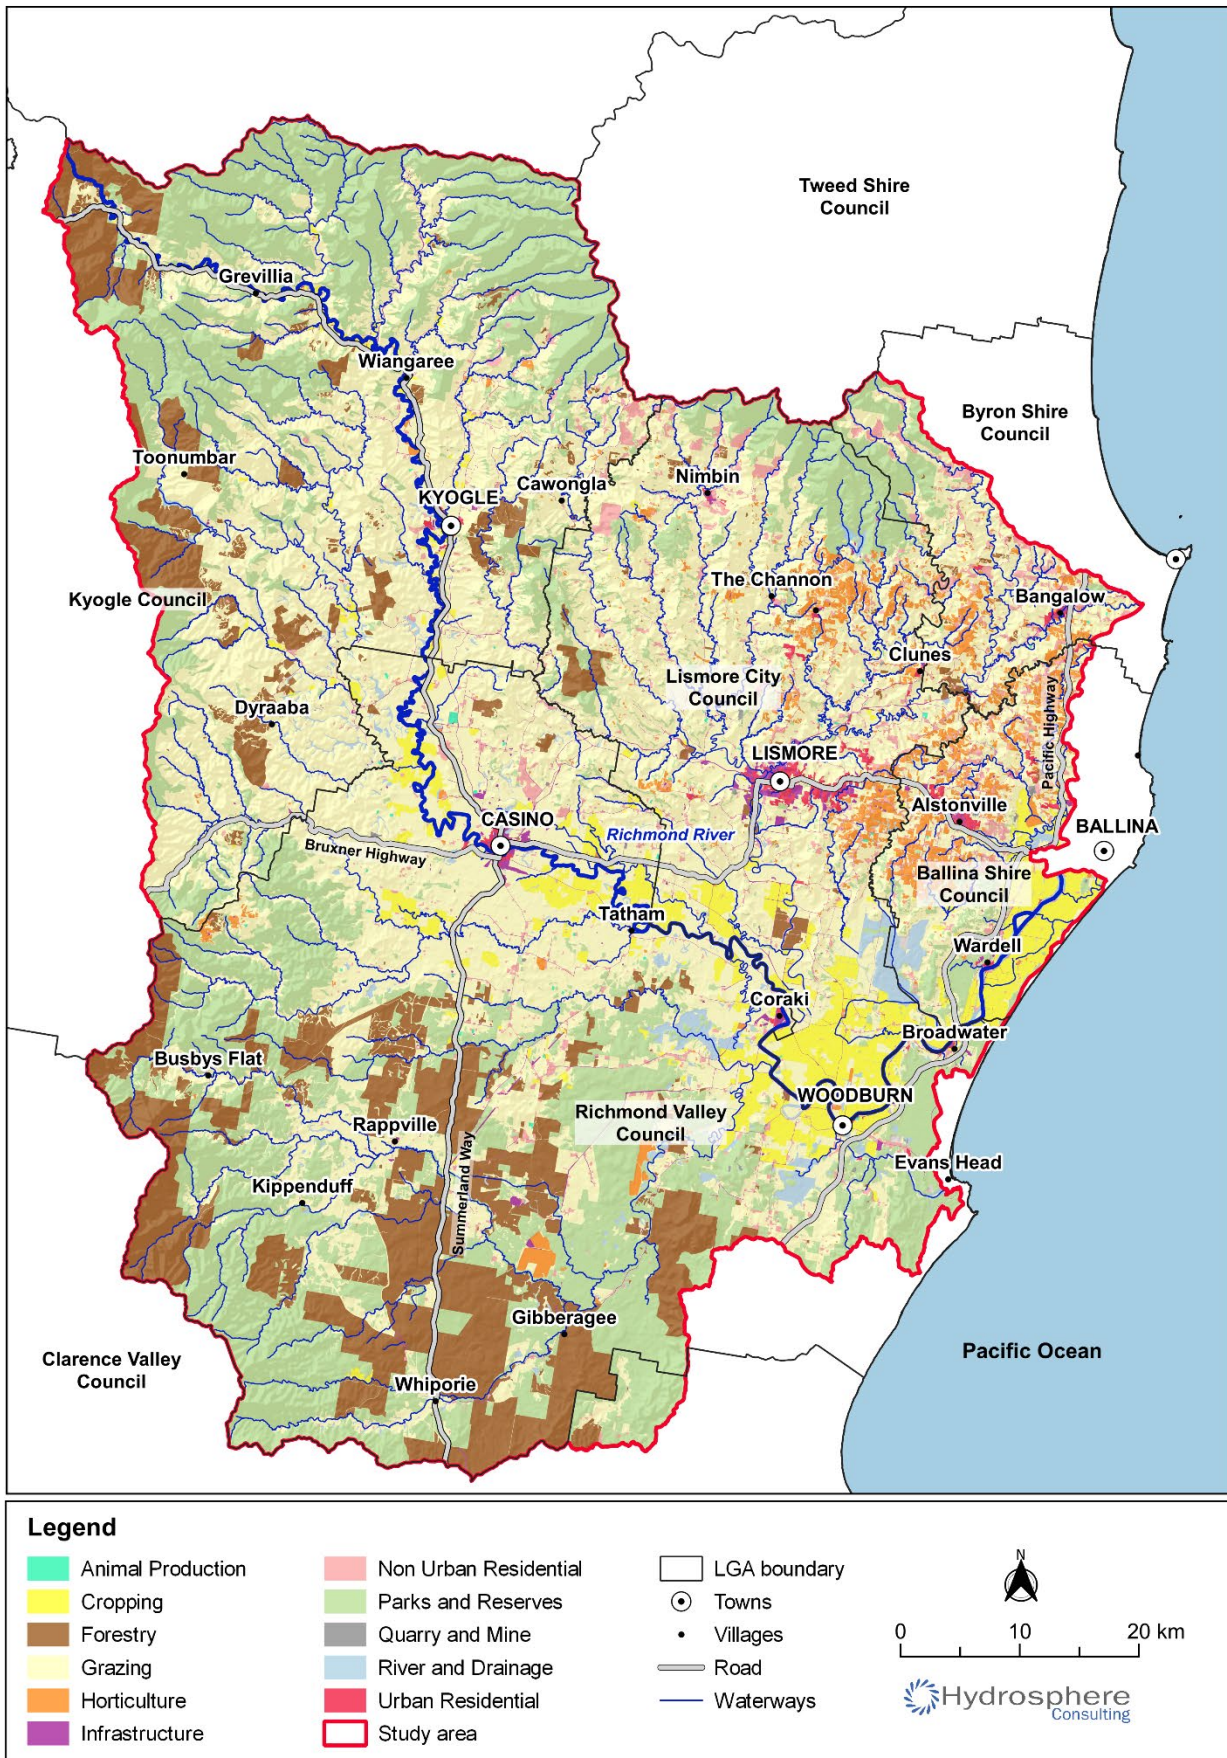 Tweed Shire
Council
Byron Shire
Council
Grevillia
Wiangaree
Toonumbar
KYOGLE
Cawongla
Nimbin
Kyogle Council
The Channon
Bangalow
Clunes
Lismore City
Council
Dyraaba
Pacific Highway
LISMORE
Alstonville
CASINO
Richmond River
BALLINA
Bruxner Highway
Ballina Shire
Council
Tatham
Wardell
Coraki
Broadwater
Busbys Flat
WOODBURN
Richmond Valley
Council
Rappville
Summerland Way
Evans Head
Kippenduff
Gibberagee
Pacific Ocean
Clarence Valley
Council
Whiporie
Legend
Animal Production
Cropping
Forestry
Grazing
Horticulture
Infrastructure
Non Urban Residential
Parks and Reserves
Quarry and Mine
River and Drainage
Urban Residential
Study area
LGA boundary
Towns
Villages
Road
Waterways
N
0 10 20 km
Hydrosphere
Consulting